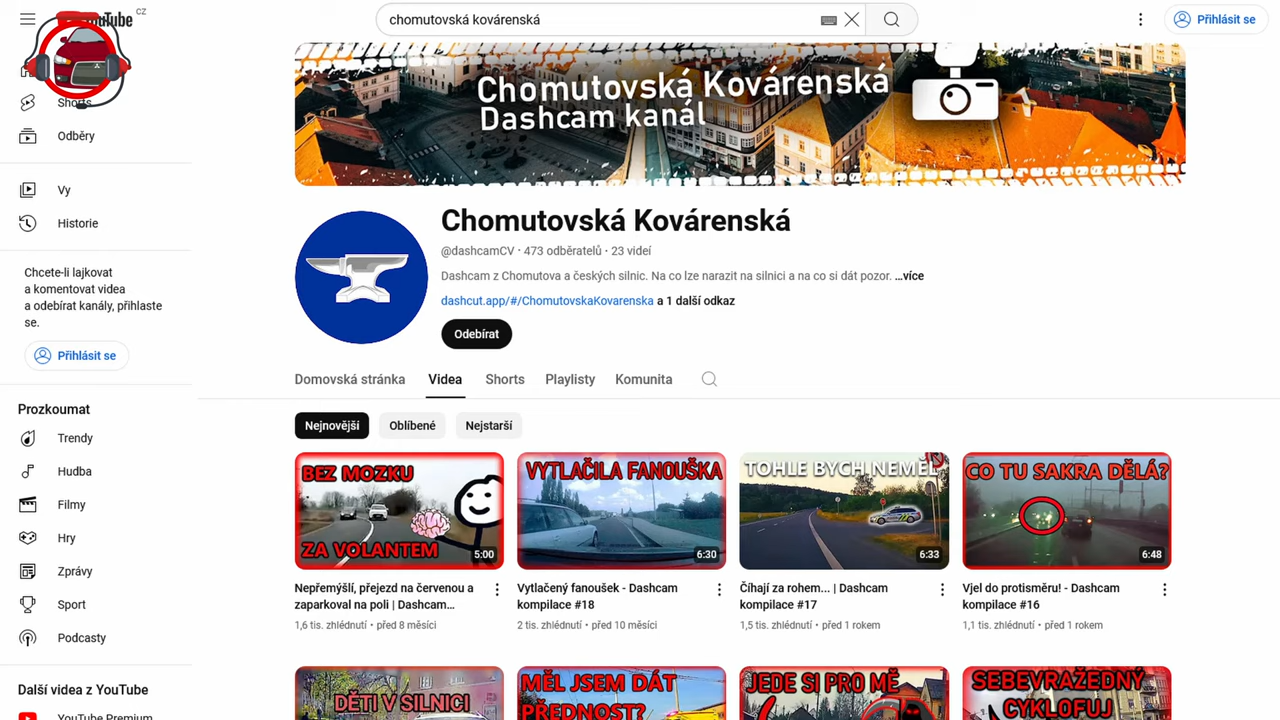 YouTube CZ
chomutovská kovárenská
Přihlásit se
Shorts
Odběry
Vy
Historie
Chcete-li lajkovat
a komentovat videa
a odebírat kanály, přihlaste
se.
Přihlásit se
Prozkoumat
Trendy
Hudba
Filmy
Hry
Zprávy
Sport
Podcasty
Další videa z YouTube
YouTube Premium
Chomutovská Kovárenská
Dashcam kanál
Chomutovská Kovárenská
@dashcamCV · 473 odběratelů · 23 videí
Dashcam z Chomutova a českých silnic. Na co lze narazit na silnici a na co si dát pozor. ...více
dashcut.app/#/ChomutovskaKovarenska a 1 další odkaz
Odebírat
Domovská stránka Videa Shorts Playlisty Komunita
Nejnovější Oblíbené Nejstarší
BEZ MOZKU
ZA VOLANTEM
5:00
Nepřemýšlí, přejezd na červenou a
zaparkoval na poli | Dashcam...
1,6 tis. zhlédnutí • před 8 měsíci
VYTLAČILA FANOUŠKA
6:30
Vytlačený fanoušek - Dashcam
kompilace #18
2 tis. zhlédnutí • před 10 měsíci
TOHLE BYCH NEMĚL
6:33
Číhají za rohem... | Dashcam
kompilace #17
1,5 tis. zhlédnutí • před 1 rokem
CO TU SAKRA DĚLÁ?
6:48
Vjel do protisměru! - Dashcam
kompilace #16
1,1 tis. zhlédnutí • před 1 rokem
DĚTI V SILNICI
MĚL JSEM DÁT
PŘEDNOST?
JEDE SI PRO MĚ
SEBEVRAŽEDNÝ
CYKLOFUJ